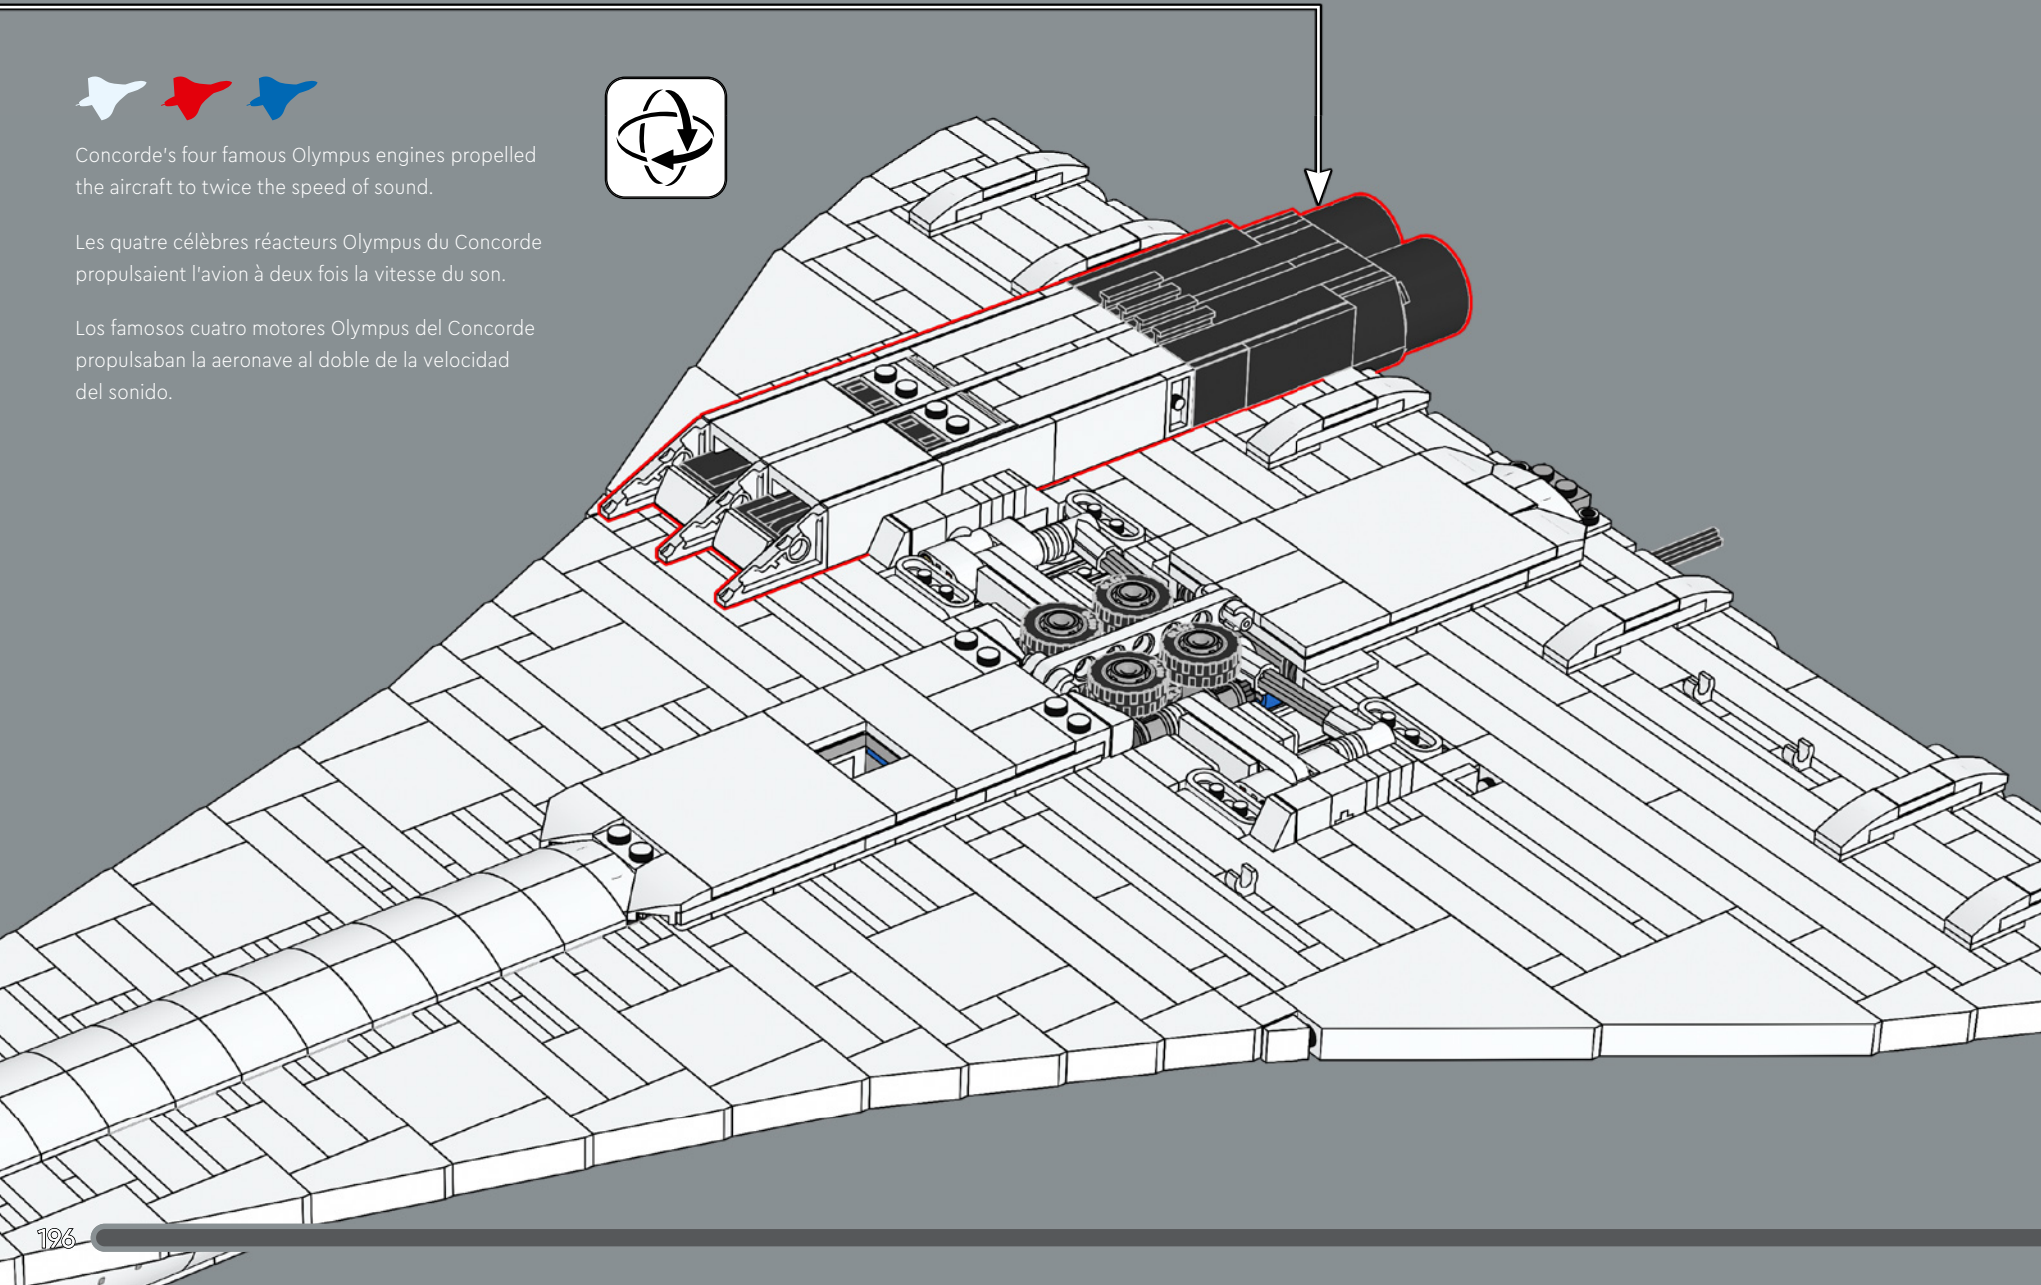 Concorde's four famous Olympus engines propelled
the aircraft to twice the speed of sound.
Les quatre célèbres réacteurs Olympus du Concorde
propulsaient l'avion à deux fois la vitesse du son.
Los famosos cuatro motores Olympus del Concorde
propulsaban la aeronave al doble de la velocidad
del sonido.
196